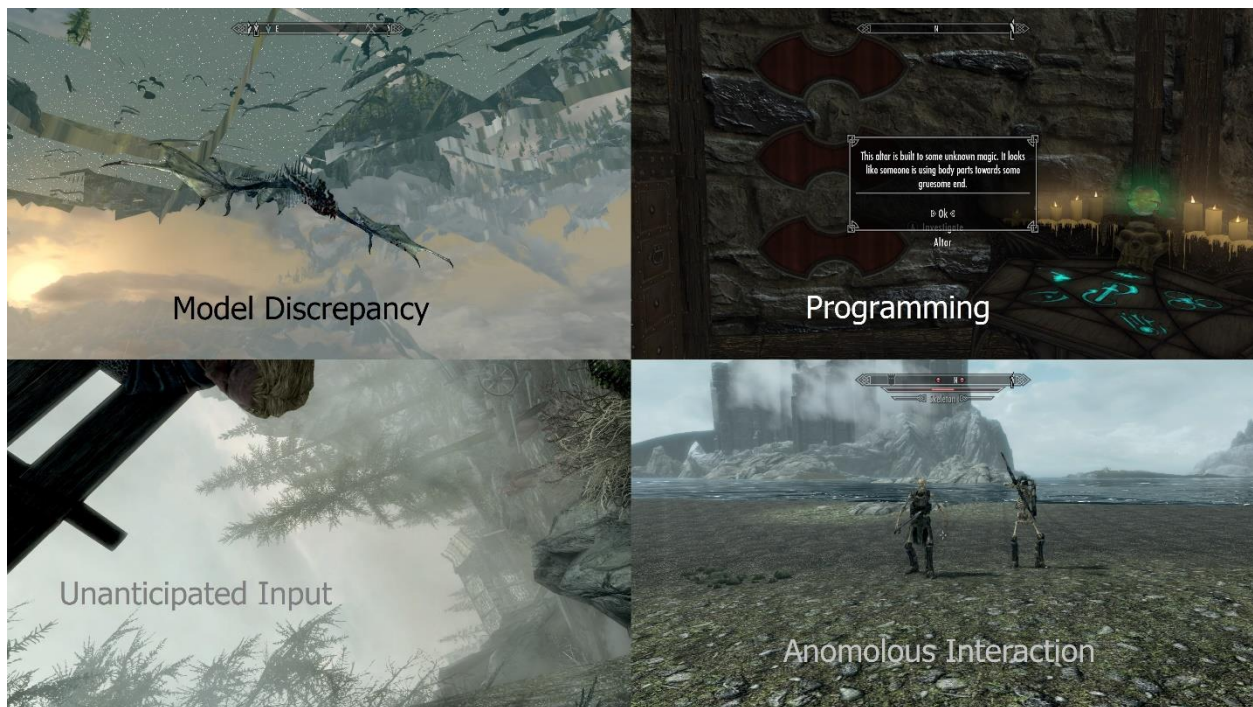 E
Model Discrepancy
N
This altar is built to some unknown magic. It looks
like someone is using body parts towards some
gruesome end.
Ok
Investigate
Altar
Programming
Unanticipated Input
N
Skeleton
Anomolous Interaction